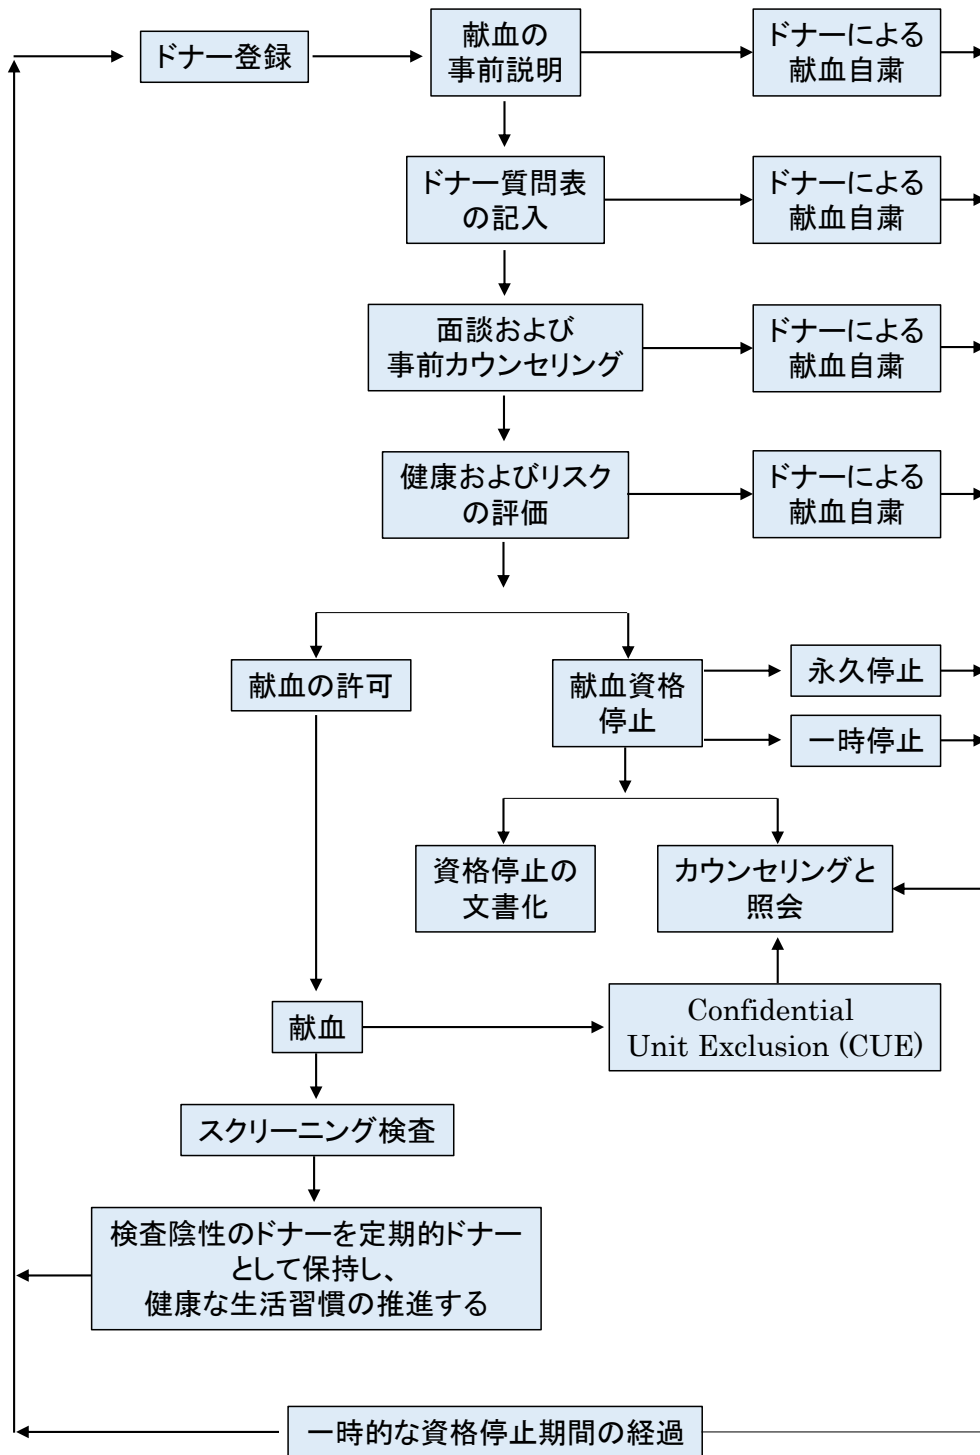 ドナー登録
献血の
事前説明
ドナーによる
献血自粛
ドナー質問表
の記入
ドナーによる
献血自粛
面談および
事前カウンセリング
ドナーによる
献血自粛
健康およびリスク
の評価
ドナーによる
献血自粛
献血の許可
献血資格
停止
永久停止
一時停止
資格停止の
文書化
カウンセリングと
照会
献血
Confidential
Unit Exclusion (CUE)
スクリーニング検査
検査陰性のドナーを定期的ドナー
として保持し、
健康な生活習慣の推進する
一時的な資格停止期間の経過